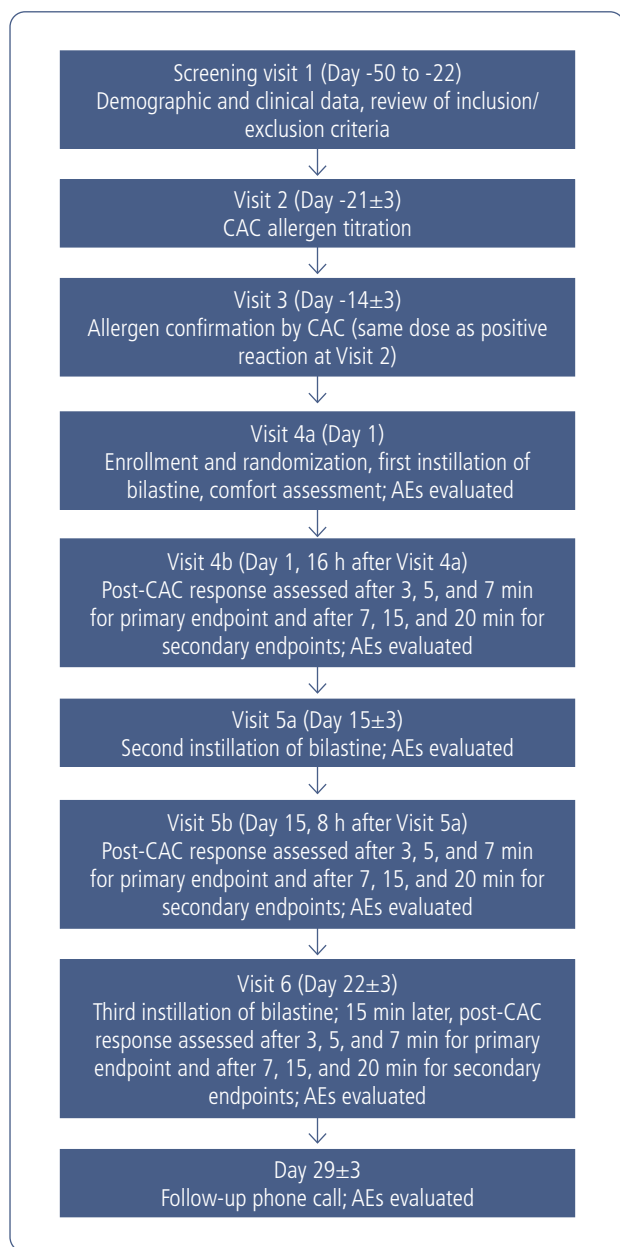 Screening visit 1 (Day -50 to -22)
Demographic and clinical data, review of inclusion/
exclusion criteria
Visit 2 (Day -21±3)
CAC allergen titration
Visit 3 (Day -14±3)
Allergen confirmation by CAC (same dose as positive
reaction at Visit 2)
Visit 4a (Day 1)
Enrollment and randomization, first instillation of
bilastine, comfort assessment; AEs evaluated
Visit 4b (Day 1, 16 h after Visit 4a)
Post-CAC response assessed after 3, 5, and 7 min
for primary endpoint and after 7, 15, and 20 min for
secondary endpoints; AEs evaluated
Visit 5a (Day 15±3)
Second instillation of bilastine; AEs evaluated
Visit 5b (Day 15, 8 h after Visit 5a)
Post-CAC response assessed after 3, 5, and 7 min
for primary endpoint and after 7, 15, and 20 min for
secondary endpoints; AEs evaluated
Visit 6 (Day 22±3)
Third instillation of bilastine; 15 min later, post-CAC
response assessed after 3, 5, and 7 min for primary
endpoint and after 7, 15, and 20 min for secondary
endpoints; AEs evaluated
Day 29±3
Follow-up phone call; AEs evaluated